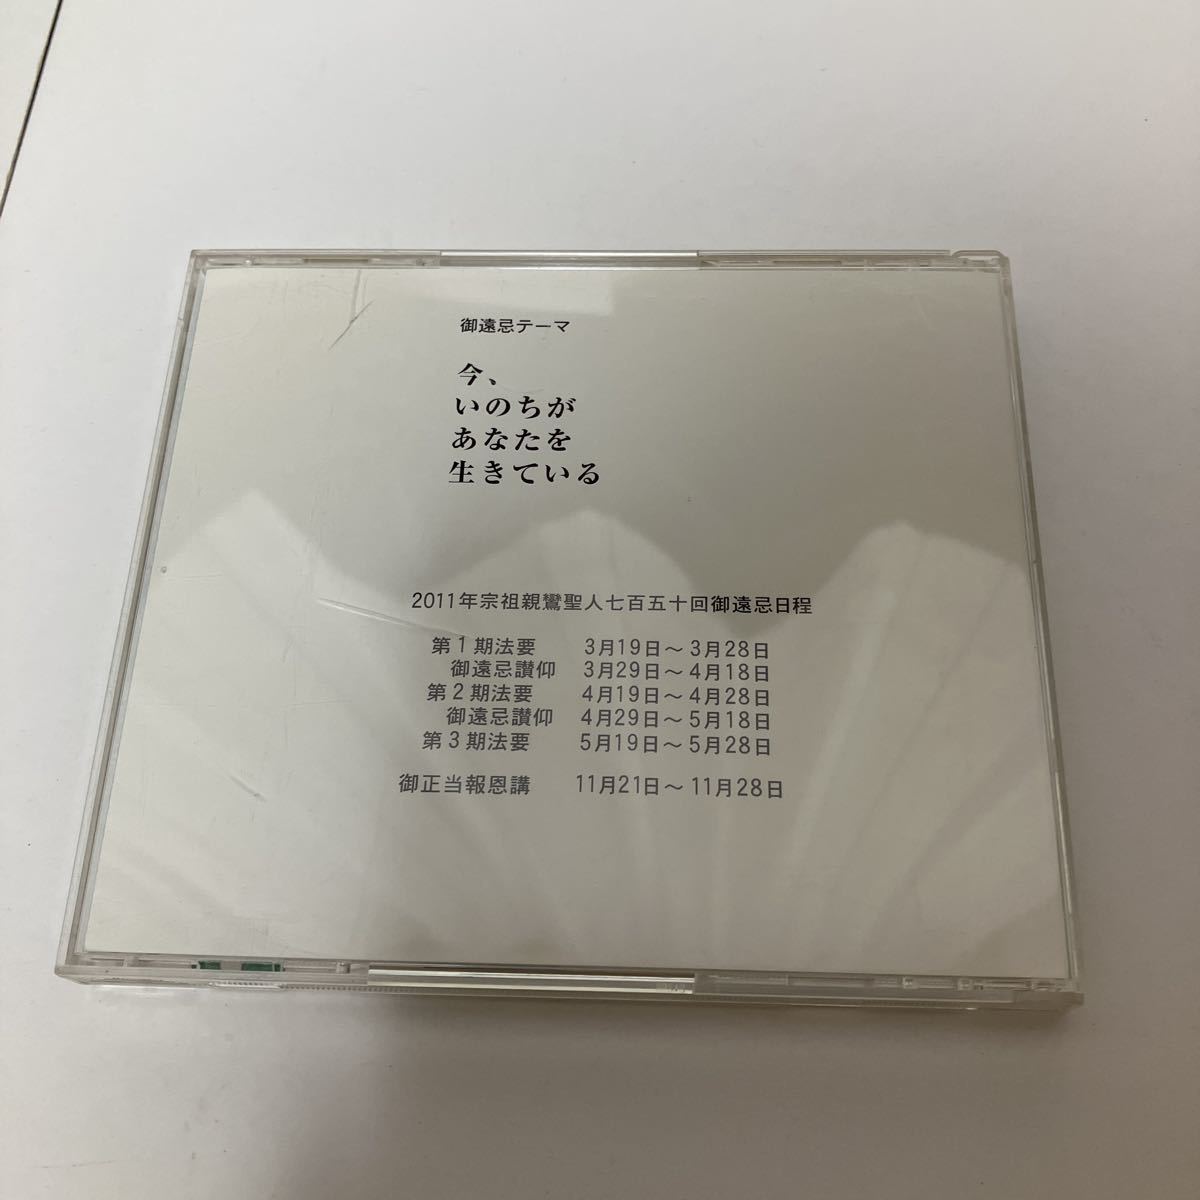 御遠忌テーマ
今、
いのちが
あなたを
生きている
2011年宗祖親鸞聖人七百五十回御遠忌日程
第1期法要 3月19日～3月28日
御遠忌讃仰 3月29日～4月18日
第2期法要 4月19日～4月28日
御遠忌讃仰 4月29日～5月18日
第3期法要 5月19日～5月28日
御正当報恩講 11月21日～11月28日